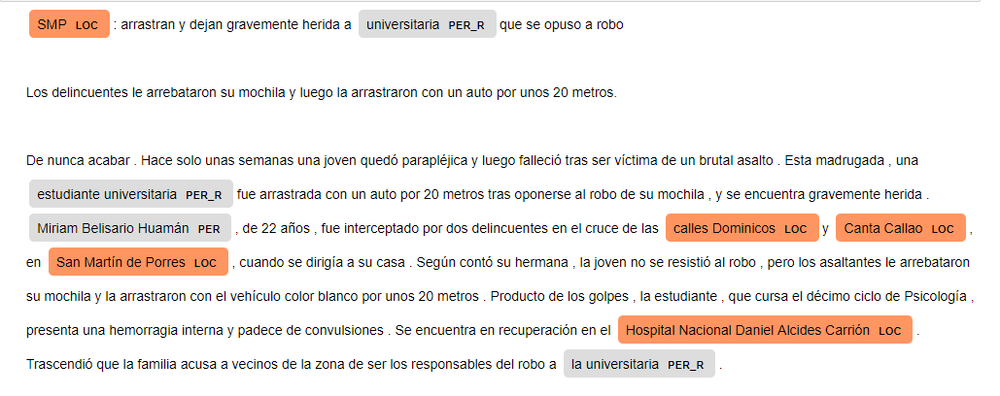 SMP LOC : arrastran y dejan gravemente herida a universitaria PER_R que se opuso a robo
Los delincuentes le arrebataron su mochila y luego la arrastraron con un auto por unos 20 metros.
De nunca acabar . Hace solo unas semanas una joven quedó parapléjica y luego falleció tras ser víctima de un brutal asalto . Esta madrugada , una
estudiante universitaria PER_R fue arrastrada con un auto por 20 metros tras oponerse al robo de su mochila , y se encuentra gravemente herida .
Miriam Belisario Huamán PER , de 22 años , fue interceptado por dos delincuentes en el cruce de las calles Dominicos LOC y Canta Callao LOC ,
en San Martín de Porres LOC , cuando se dirigía a su casa . Según contó su hermana , la joven no se resistió al robo , pero los asaltantes le arrebataron
su mochila y la arrastraron con el vehículo color blanco por unos 20 metros . Producto de los golpes , la estudiante , que cursa el décimo ciclo de Psicología ,
presenta una hemorragia interna y padece de convulsiones . Se encuentra en recuperación en el Hospital Nacional Daniel Alcides Carrión LOC .
Trascendió que la familia acusa a vecinos de la zona de ser los responsables del robo a la universitaria PER_R .